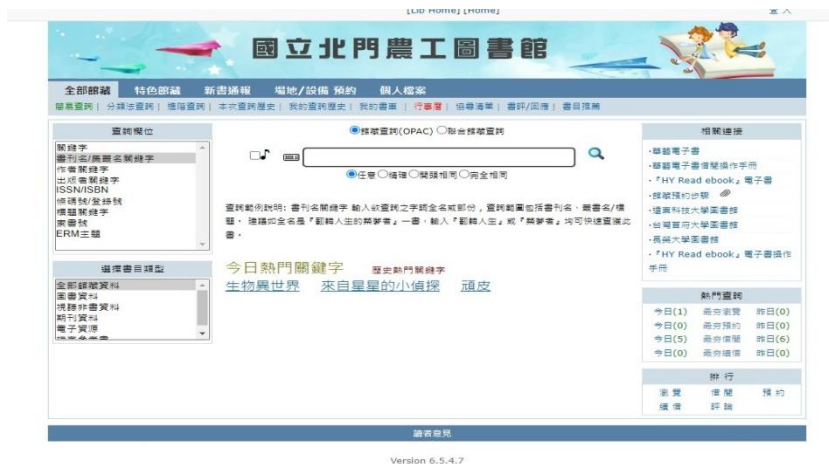 [Lib Home] [Home]
國立北門農工圖書館
全部館藏 特色館藏 新書通報 場地/設備 預約 個人檔案
簡易查詢 | 分類法查詢 | 進階查詢 | 本次查詢歷史 | 我的查詢歷史 | 我的書車 | 行事曆 | 協尋清單 | 書評/回應 | 書目推薦
查詢欄位
關鍵字
書刊名/叢書名關鍵字
作者關鍵字
出版者關鍵字
ISSN/ISBN
條碼號/登錄號
標題關鍵字
索書號
ERM主題
選擇書目類型
全部館藏資料
圖書資料
視聽非書資料
期刊資料
電子資源
館藏查詢(OPAC) 聯合館藏查詢
任意 精確 開頭相同 完全相同
查詢範例說明: 書刊名關鍵字 輸入欲查詢之字詞全名或部份，查詢範圍包括書刊名、叢書名/標
題。 建議如全名是『翻轉人生的禁夢者』一書，輸入『翻轉人生』或『禁夢者』均可快速查獲此
書。
今日熱門關鍵字 歷史熱門關鍵字
生物異世界 來自星星的小偵探 頑皮
相關連接
‧華藝電子書
‧華藝電子書借閱操作手冊
‧『HY Read ebook』電子書
‧館藏預約步驟
‧遠東科技大學圖書館
‧台灣首府大學圖書館
‧長榮大學圖書館
‧『HY Read ebook』電子書操作
手冊
熱門查詢
今日(1) 最夯瀏覽 昨日(0)
今日(0) 最夯預約 昨日(0)
今日(5) 最夯借閱 昨日(6)
今日(0) 最夯續借 昨日(0)
排 行
瀏 覽 借 閱 預 約
續 借 評 論
讀者意見
Version 6.5.4.7